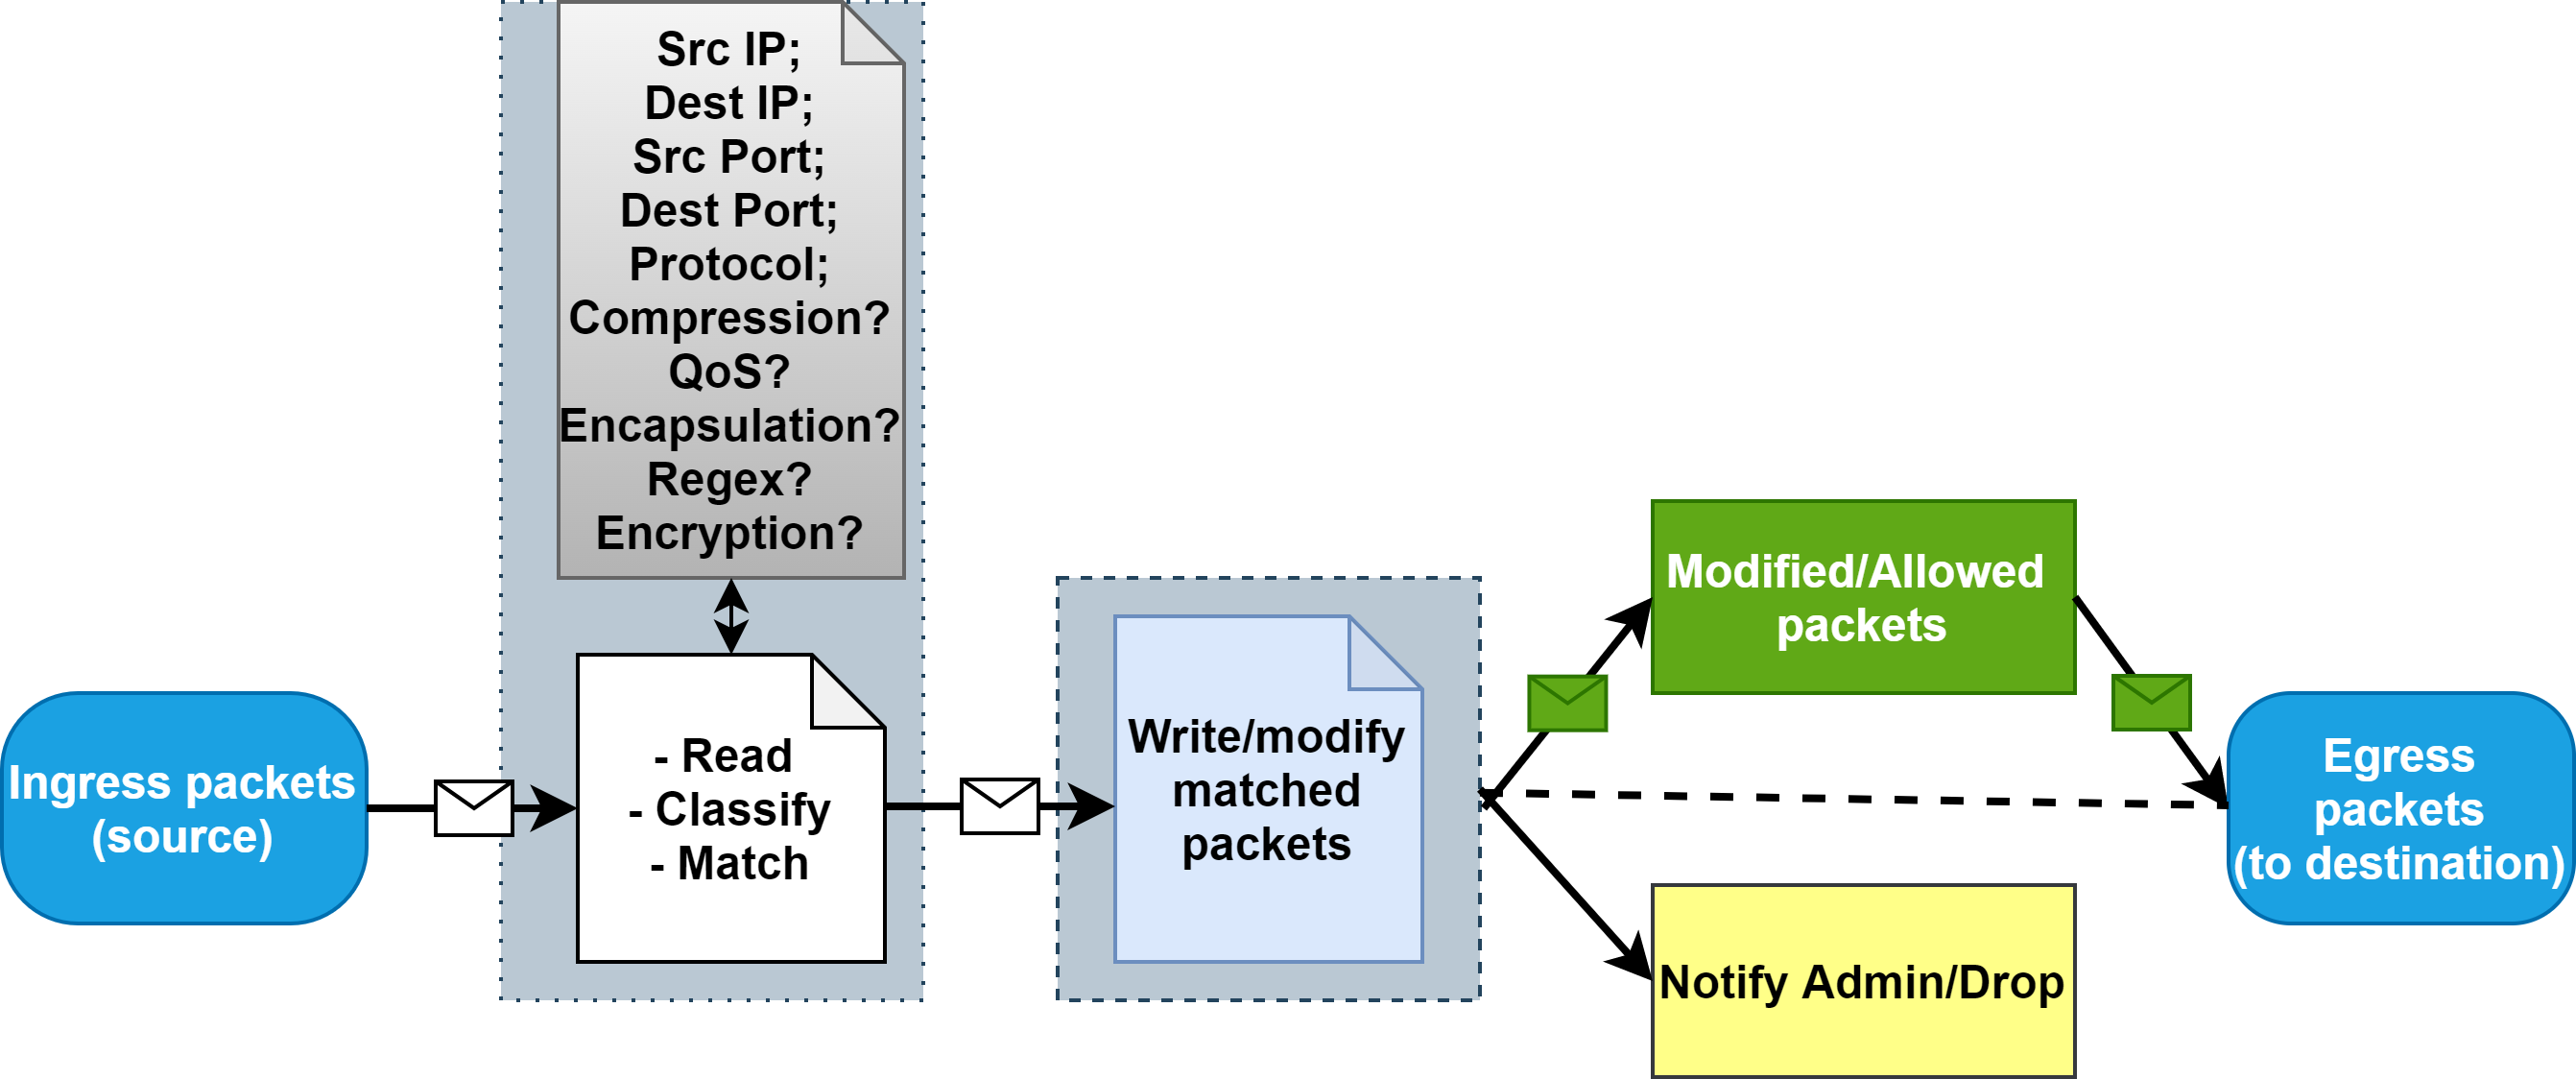 Src IP;
Dest IP;
Src Port;
Dest Port;
Protocol;
Compression?
QoS?
Encapsulation?
Regex?
Encryption?
Ingress packets
(source)
- Read
- Classify
- Match
Write/modify
matched
packets
Modified/Allowed
packets
Notify Admin/Drop
Egress
packets
(to destination)